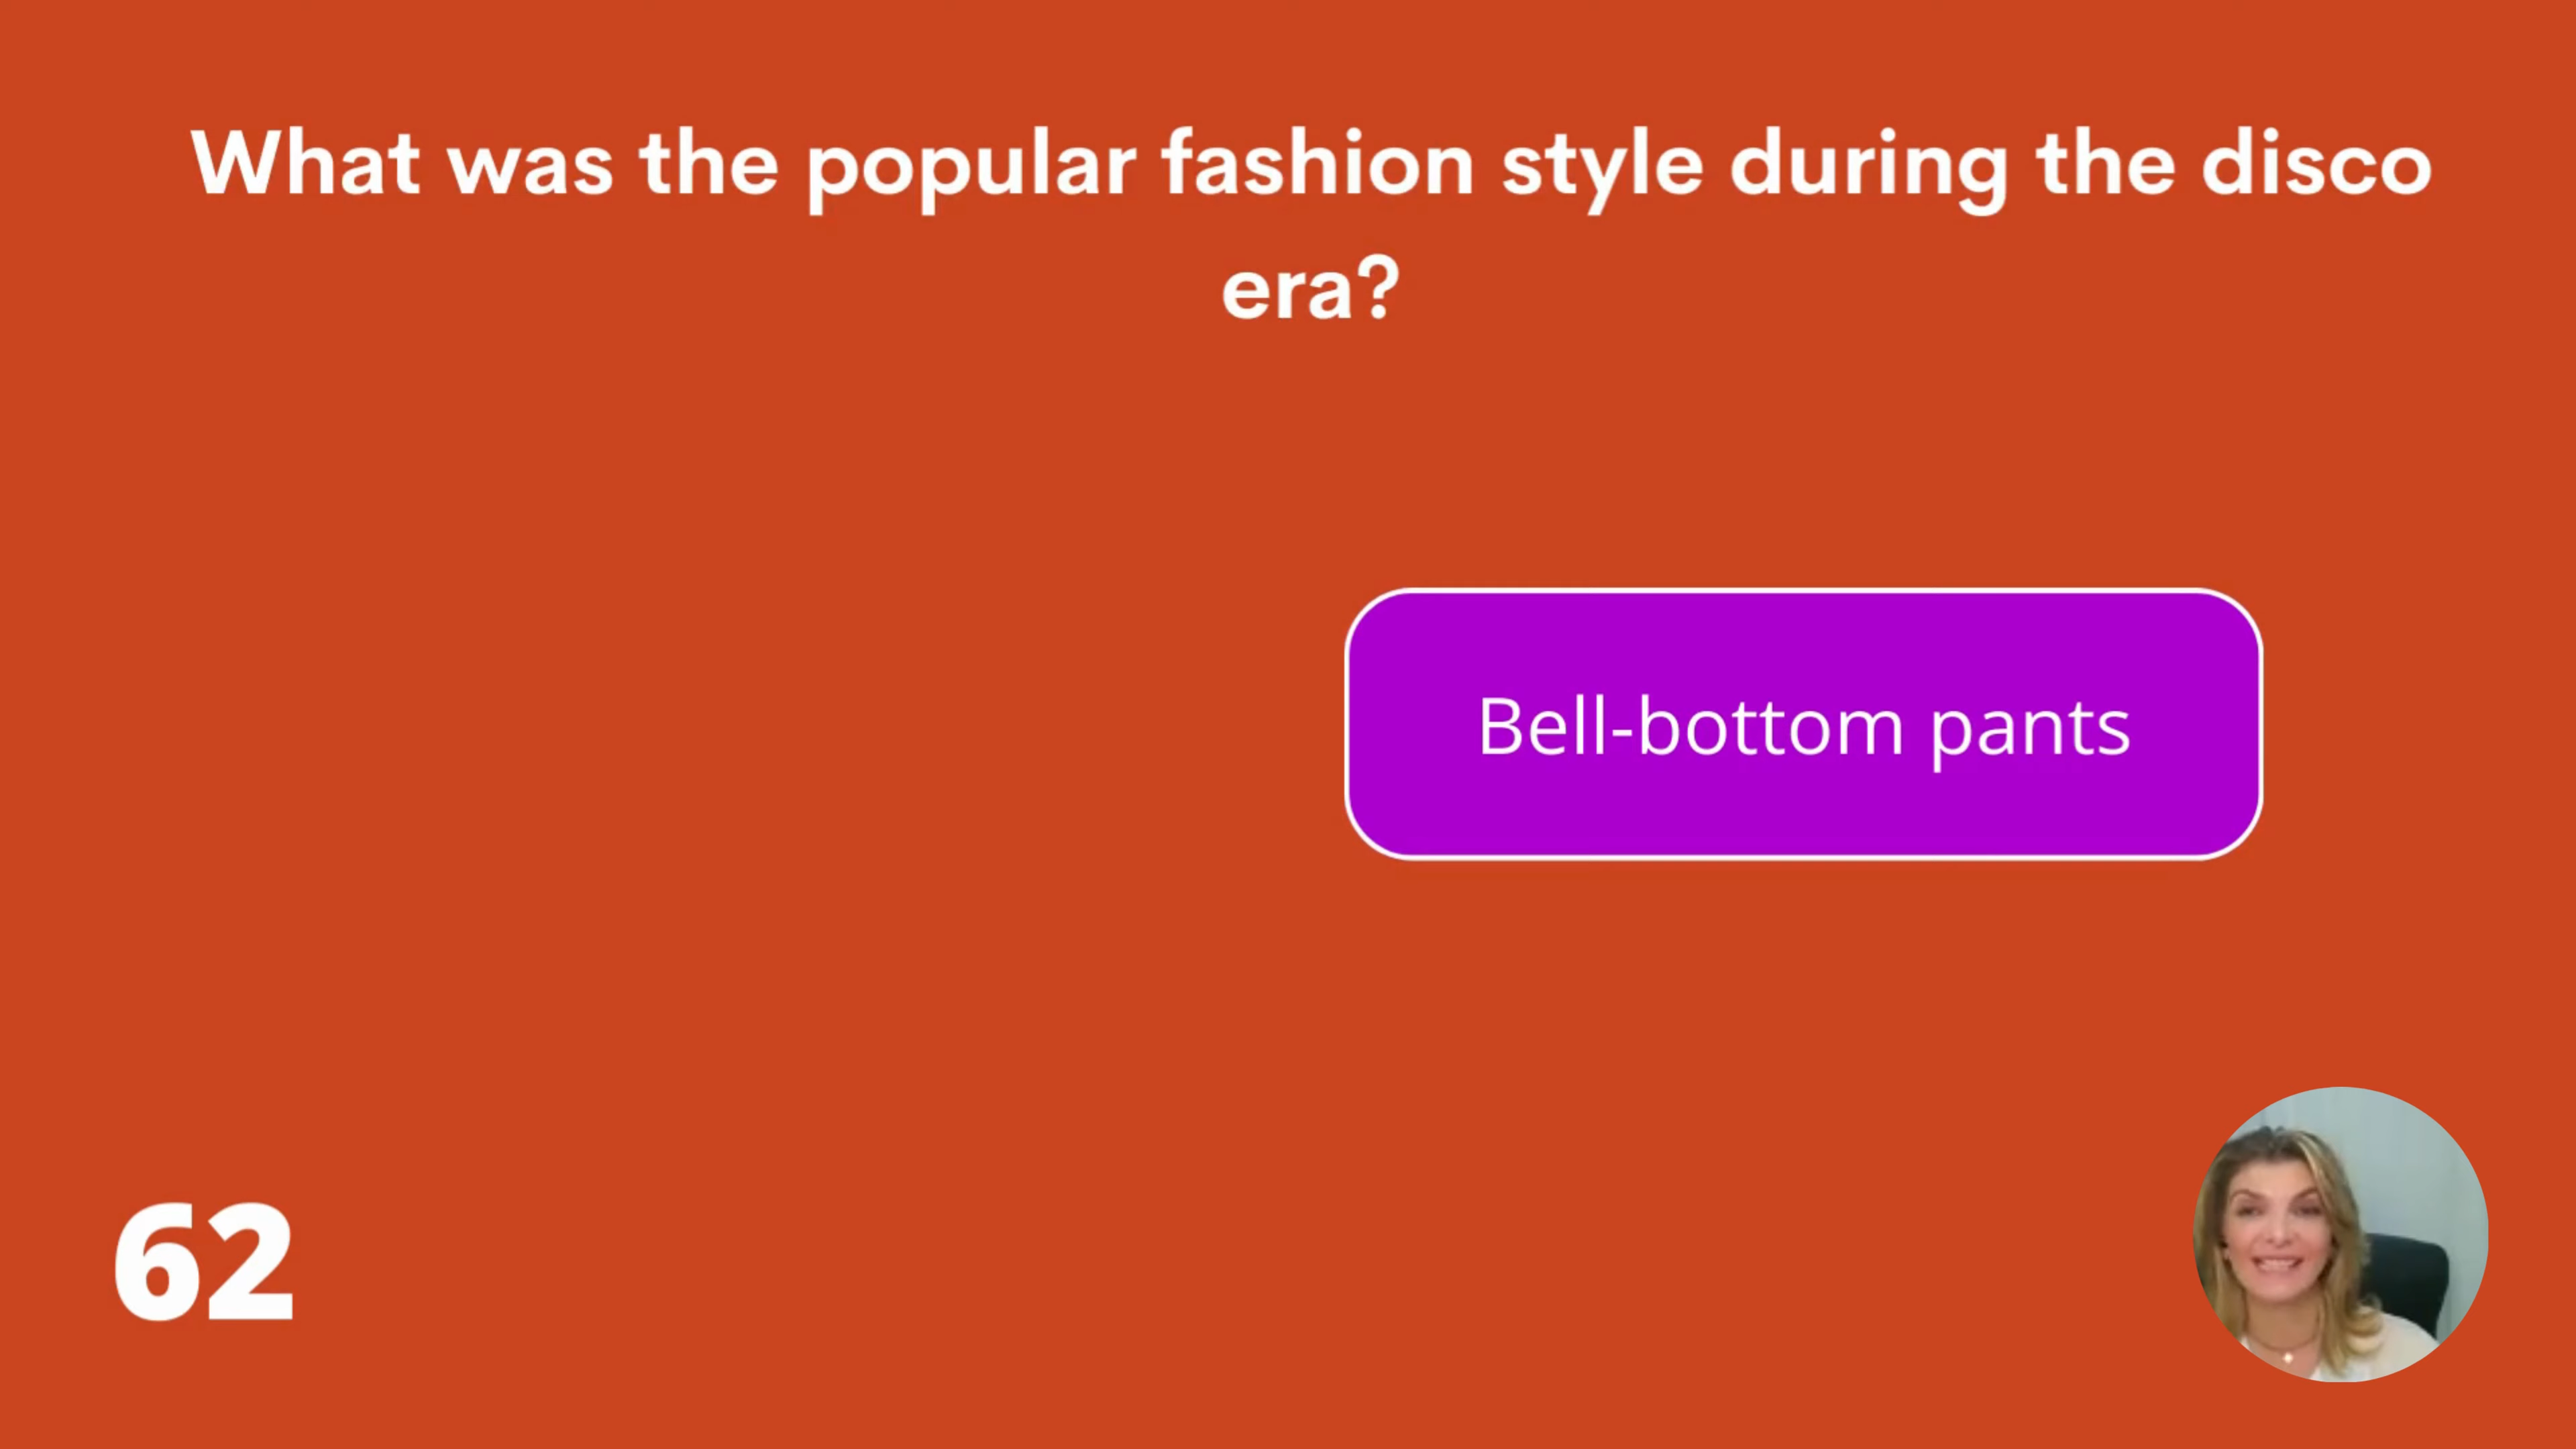 What was the popular fashion style during the disco
era?
Bell-bottom pants
62